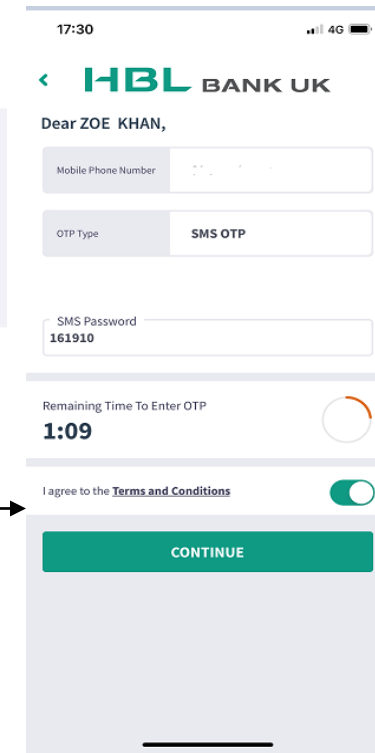 17:30
4G
HBL BANK UK
Dear ZOE KHAN,
Mobile Phone Number
OTP Type
SMS OTP
SMS Password
161910
Remaining Time To Enter OTP
1:09
I agree to the Terms and Conditions
CONTINUE